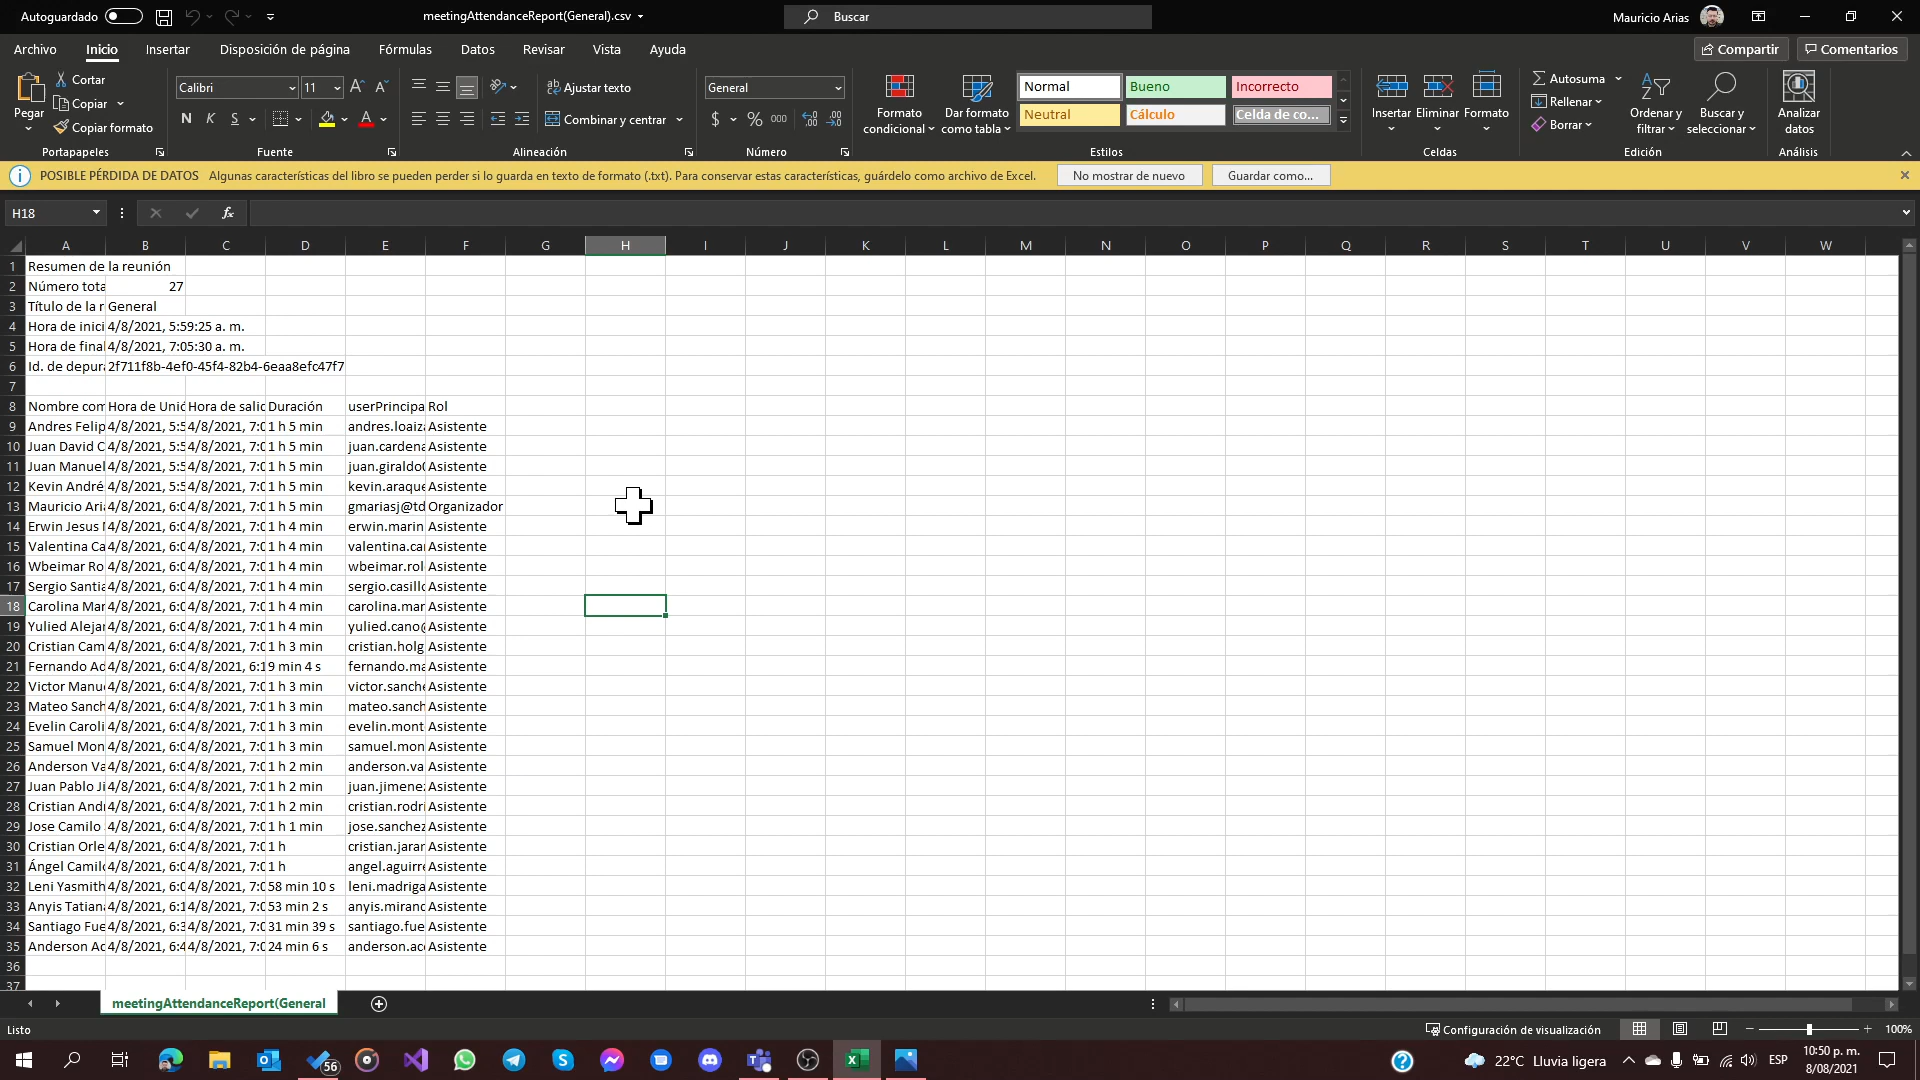 Autoguardado
meetingAttendanceReport(General).csv
Buscar
Mauricio Arias
Archivo Inicio Insertar Disposición de página Fórmulas Datos Revisar Vista Ayuda Compartir Comentarios
Pegar
Cortar
Copiar
Copiar formato
Portapapeles
Calibri 11
N K S
Fuente
Ajustar texto
Combinar y centrar
Alineación
General
$ % 000
Número
Formato condicional
Dar formato como tabla
Normal Bueno Incorrecto
Neutral Cálculo Celda de co...
Estilos
Insertar Eliminar Formato
Celdas
Autosuma
Rellenar
Borrar
Ordenar y filtrar
Buscar y seleccionar
Edición
Analizar datos
Análisis
POSIBLE PÉRDIDA DE DATOS Algunas características del libro se pueden perder si lo guarda en texto de formato (.txt). Para conservar estas características, guárdelo como archivo de Excel. No mostrar de nuevo Guardar como...
H18 fx
A B C D E F G H I J K L M N O P Q R S T U V W
1 Resumen de la reunión
2 Número tota 27
3 Título de la r General
4 Hora de inici 4/8/2021, 5:59:25 a. m.
5 Hora de final 4/8/2021, 7:05:30 a. m.
6 Id. de depura 2f711f8b-4ef0-45f4-82b4-6eaa8efc47f7
7
8 Nombre com Hora de Unió Hora de salid Duración userPrincipa Rol
9 Andres Felip 4/8/2021, 5:5 4/8/2021, 7:0 1 h 5 min andres.loaiza Asistente
10 Juan David C 4/8/2021, 5:5 4/8/2021, 7:0 1 h 5 min juan.cardena Asistente
11 Juan Manuel 4/8/2021, 5:5 4/8/2021, 7:0 1 h 5 min juan.giraldo0 Asistente
12 Kevin André 4/8/2021, 5:5 4/8/2021, 7:0 1 h 5 min kevin.araque Asistente
13 Mauricio Aria 4/8/2021, 6:0 4/8/2021, 7:0 1 h 5 min gmariasj@td Organizador
14 Erwin Jesus M 4/8/2021, 6:0 4/8/2021, 7:0 1 h 4 min erwin.marin Asistente
15 Valentina Ca 4/8/2021, 6:0 4/8/2021, 7:0 1 h 4 min valentina.ca Asistente
16 Wbeimar Ro 4/8/2021, 6:0 4/8/2021, 7:0 1 h 4 min wbeimar.rol Asistente
17 Sergio Santia 4/8/2021, 6:0 4/8/2021, 7:0 1 h 4 min sergio.casillo Asistente
18 Carolina Mar 4/8/2021, 6:0 4/8/2021, 7:0 1 h 4 min carolina.mar Asistente
19 Yulied Alejar 4/8/2021, 6:0 4/8/2021, 7:0 1 h 4 min yulied.cano@ Asistente
20 Cristian Cam 4/8/2021, 6:0 4/8/2021, 7:0 1 h 3 min cristian.holg Asistente
21 Fernando Ad 4/8/2021, 6:0 4/8/2021, 6:1 9 min 4 s fernando.ma Asistente
22 Victor Manu 4/8/2021, 6:0 4/8/2021, 7:0 1 h 3 min victor.sanche Asistente
23 Mateo Sanch 4/8/2021, 6:0 4/8/2021, 7:0 1 h 3 min mateo.sanch Asistente
24 Evelin Caroli 4/8/2021, 6:0 4/8/2021, 7:0 1 h 3 min evelin.mont Asistente
25 Samuel Mon 4/8/2021, 6:0 4/8/2021, 7:0 1 h 3 min samuel.mon Asistente
26 Anderson Va 4/8/2021, 6:0 4/8/2021, 7:0 1 h 2 min anderson.va Asistente
27 Juan Pablo Ji 4/8/2021, 6:0 4/8/2021, 7:0 1 h 2 min juan.jimenez Asistente
28 Cristian Andr 4/8/2021, 6:0 4/8/2021, 7:0 1 h 2 min cristian.rodri Asistente
29 Jose Camilo 4/8/2021, 6:0 4/8/2021, 7:0 1 h 1 min jose.sanchez Asistente
30 Cristian Orle 4/8/2021, 6:0 4/8/2021, 7:0 1 h cristian.jarar Asistente
31 Ángel Camilo 4/8/2021, 6:0 4/8/2021, 7:0 1 h angel.aguirre Asistente
32 Leni Yasmith 4/8/2021, 6:0 4/8/2021, 7:0 58 min 10 s leni.madriga Asistente
33 Anyis Tatiana 4/8/2021, 6:1 4/8/2021, 7:0 53 min 2 s anyis.miranc Asistente
34 Santiago Fue 4/8/2021, 6:3 4/8/2021, 7:0 31 min 39 s santiago.fue Asistente
35 Anderson Ac 4/8/2021, 6:4 4/8/2021, 7:0 24 min 6 s anderson.ace Asistente
36
37
meetingAttendanceReport(General
Listo Configuración de visualización 100%
56 22°C Lluvia ligera ESP 10:50 p. m.
8/08/2021